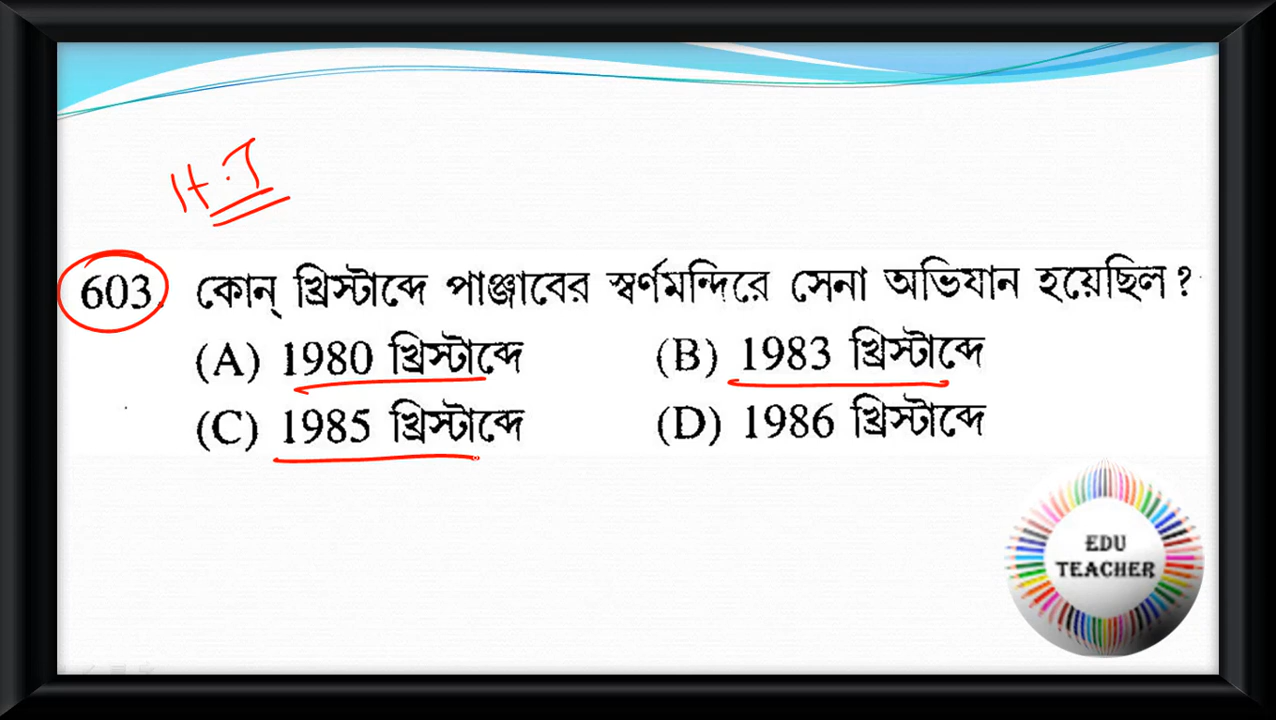 H.T
603. কোন্ খ্রিস্টাব্দে পাঞ্জাবের স্বর্ণমন্দিরে সেনা অভিযান হয়েছিল ?
(A) 1980 খ্রিস্টাব্দে (B) 1983 খ্রিস্টাব্দে
(C) 1985 খ্রিস্টাব্দে (D) 1986 খ্রিস্টাব্দে
EDU
TEACHER